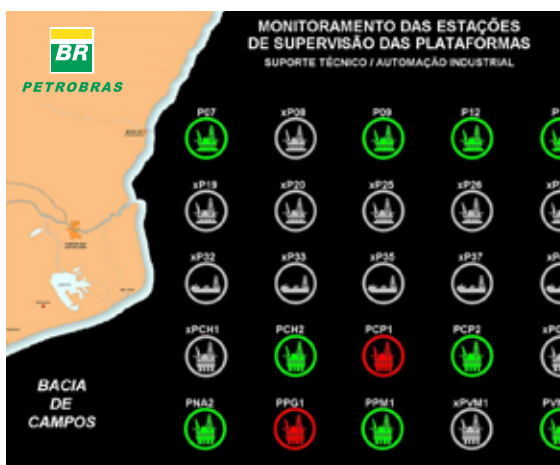 MONITORAMENTO DAS ESTAÇÕES
DE SUPERVISÃO DAS PLATAFORMAS
SUPORTE TÉCNICO / AUTOMAÇÃO INDUSTRIAL
BR
PETROBRAS
P07 xP08 P09 P12
xP19 xP20 xP25 xP26
xP32 xP33 xP35 xP37
xPCH1 PCH2 PCP1 PCP2
PNA2 PPG1 PPM1 xPVM1
BACIA
DE
CAMPOS